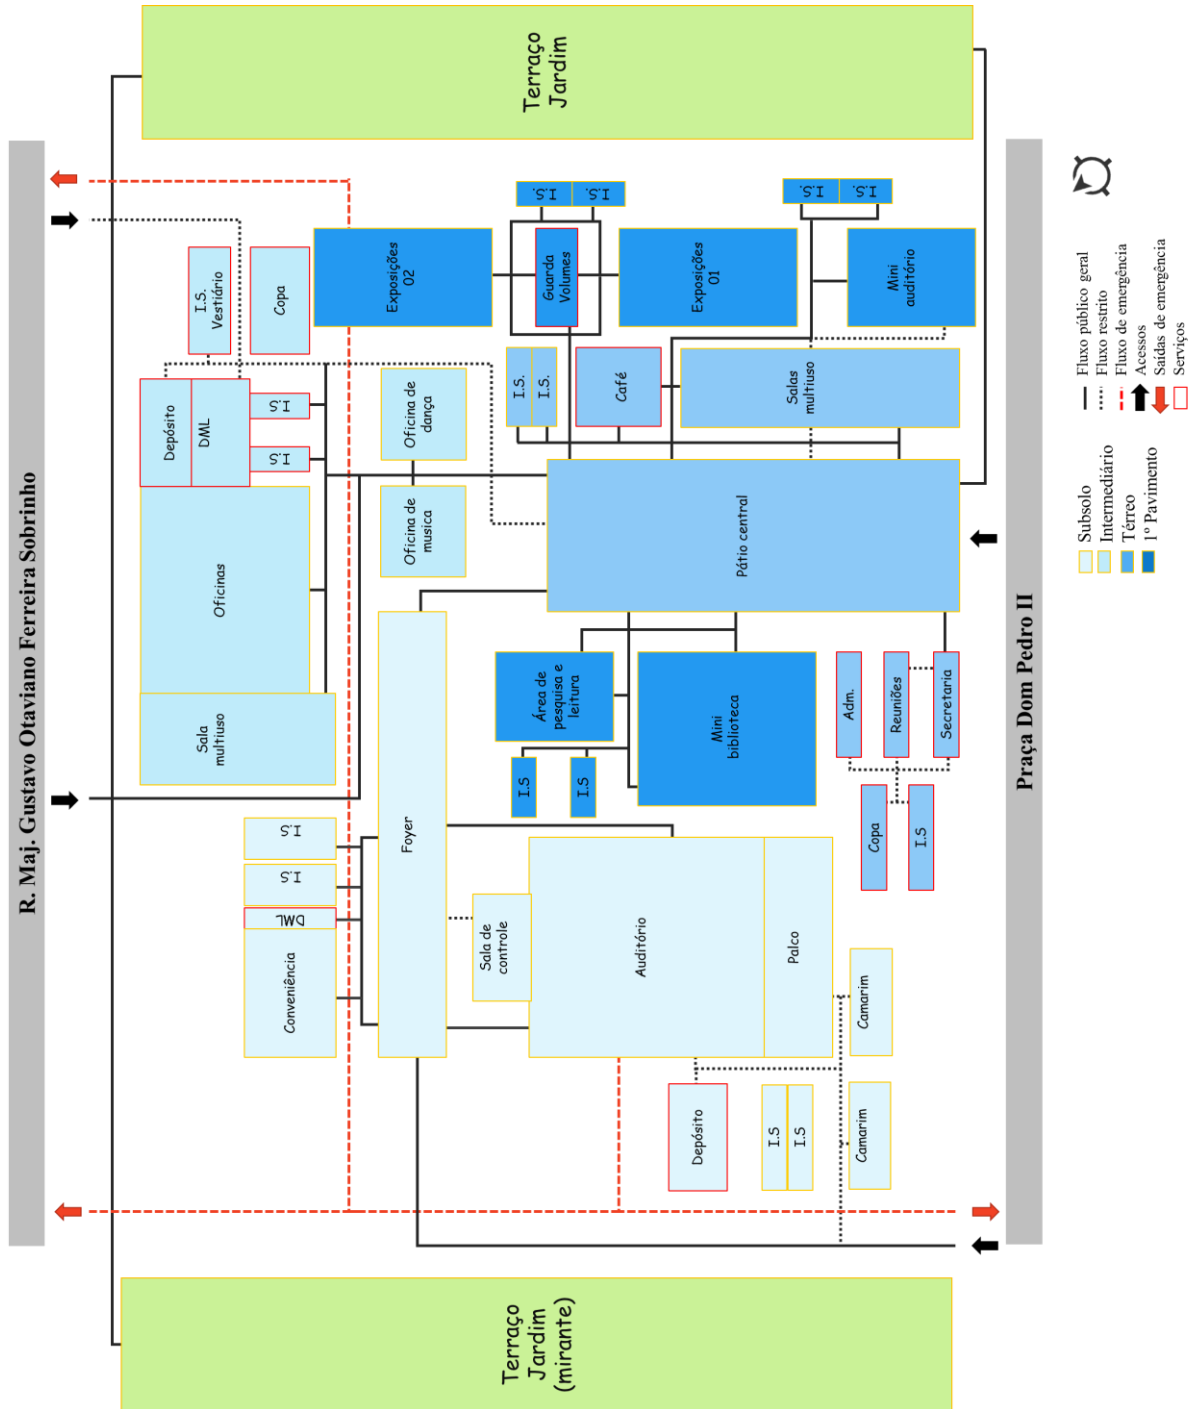 R. Maj. Gustavo Otaviano Ferreira Sobrinho
Terraço
Jardim
(mirante)
Conveniência
DML
I.S
I.S
Sala
multiuso
Oficinas
Depósito
DML
I.S
I.S
I.S.
Vestiário
Copa
Foyer
Oficina de
musica
Oficina de
dança
Exposições
02
Sala de
controle
I.S
I.S
Área de
pesquisa e
leitura
I.S.
I.S.
Guarda
Volumes
I.S.
I.S.
Terraço
Jardim
Auditório
Palco
Mini
biblioteca
Pátio central
Café
Exposições
01
Depósito
I.S
I.S
Salas
multiuso
I.S.
I.S.
Mini
auditório
Camarim
Camarim
Copa
I.S
Adm.
Reuniões
Secretaria
Praça Dom Pedro II
Subsolo
Intermediário
Térreo
1º Pavimento
Fluxo público geral
Fluxo restrito
Fluxo de emergência
Acessos
Saídas de emergência
Serviços